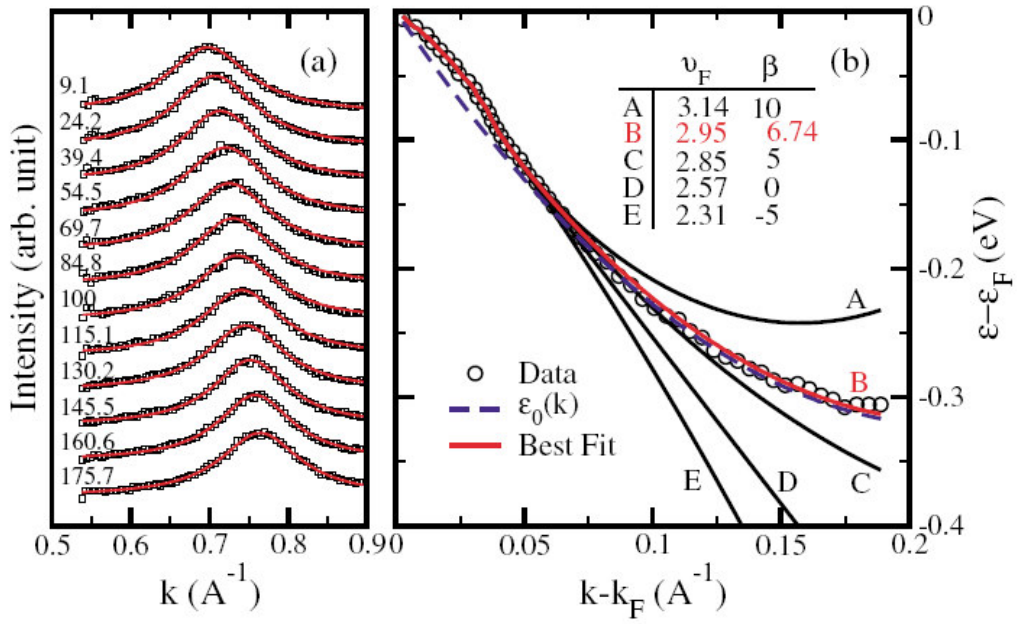 (a)
9.1
24.2
39.4
54.5
69.7
84.8
100
115.1
130.2
145.5
160.6
175.7
Intensity (arb. unit)
0.5 0.6 0.7 0.8 0.9
k (A⁻¹)
(b)
υ_F β
A 3.14 10
B 2.95 6.74
C 2.85 5
D 2.57 0
E 2.31 -5
A
B
C
D
E
Data
ε₀(k)
Best Fit
0
-0.1
-0.2
-0.3
-0.4
ε−ε_F (eV)
0 0.05 0.1 0.15 0.2
k-k_F (A⁻¹)